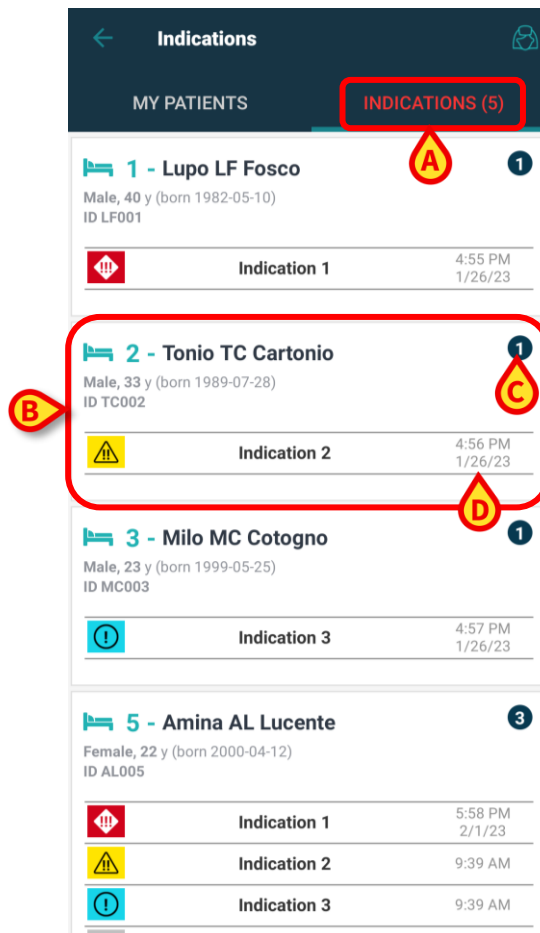 Indications
MY PATIENTS
INDICATIONS (5)
A
1 - Lupo LF Fosco
1
Male, 40 y (born 1982-05-10)
ID LF001
!!!
Indication 1
4:55 PM
1/26/23
2 - Tonio TC Cartonio
1
Male, 33 y (born 1989-07-28)
ID TC002
C
B
!!
Indication 2
4:56 PM
1/26/23
D
3 - Milo MC Cotogno
1
Male, 23 y (born 1999-05-25)
ID MC003
!
Indication 3
4:57 PM
1/26/23
5 - Amina AL Lucente
3
Female, 22 y (born 2000-04-12)
ID AL005
!!!
Indication 1
5:58 PM
2/1/23
!!
Indication 2
9:39 AM
!
Indication 3
9:39 AM